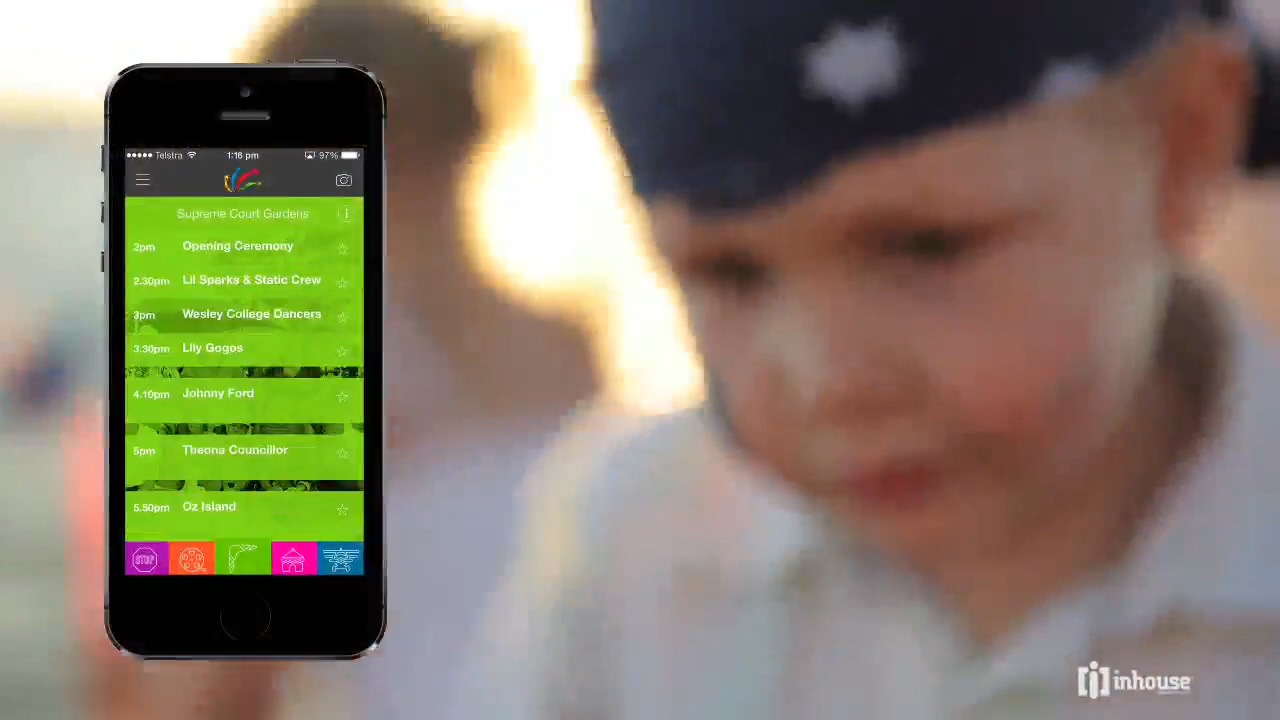 Telstra 1:16 pm 97%
Supreme Court Gardens
2pm Opening Ceremony
2.30pm Lil Sparks & Static Crew
3pm Wesley College Dancers
3.30pm Lily Gogos
4.10pm Johnny Ford
5pm Theona Councillor
5.50pm Oz Island
STOP
inhouse